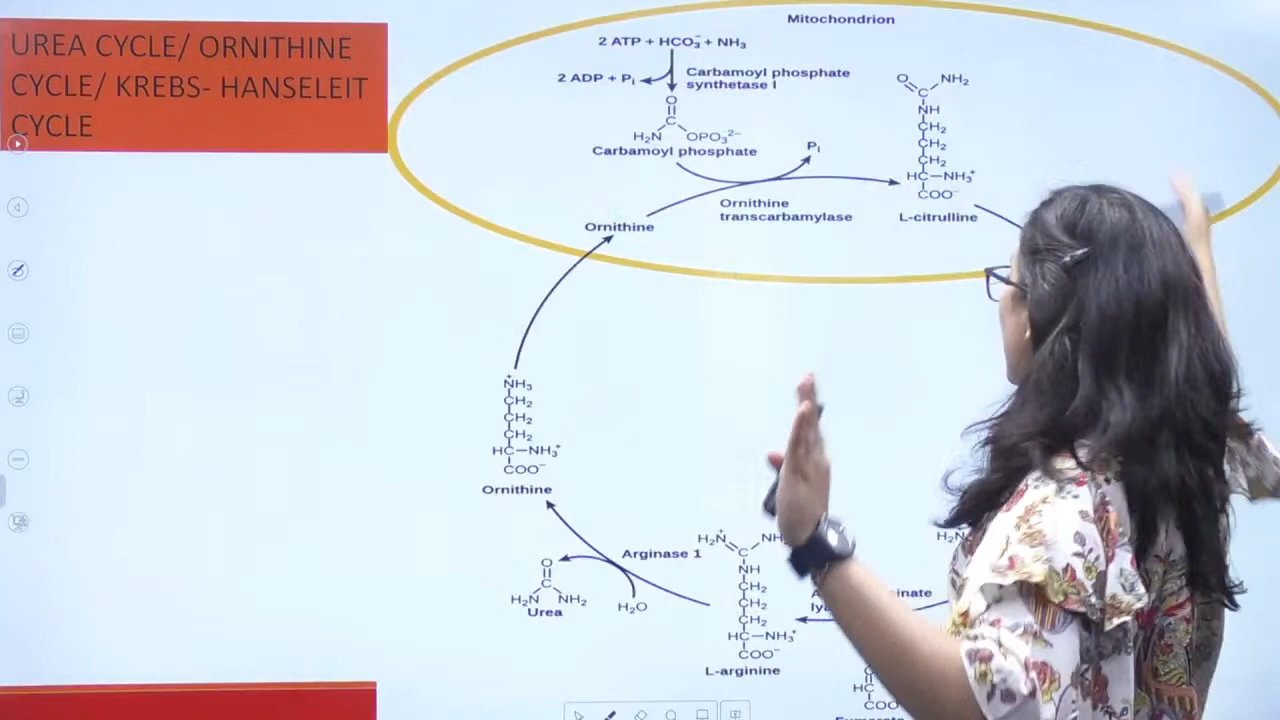 UREA CYCLE/ ORNITHINE
CYCLE/ KREBS- HANSELEIT
CYCLE
Mitochondrion
2 ATP + HCO₃⁻ + NH₃
2 ADP + Pᵢ
Carbamoyl phosphate
synthetase I
O
C
H₂N OPO₃²⁻
Carbamoyl phosphate
Pᵢ
Ornithine
transcarbamylase
Ornithine
O NH₂
C
NH
CH₂
CH₂
CH₂
HC—NH₃⁺
COO⁻
L-citrulline
⁺NH₃
CH₂
CH₂
CH₂
HC—NH₃⁺
COO⁻
Ornithine
Arginase 1
O
C
H₂N NH₂
Urea
H₂O
H₂N⁺
C
NH
CH₂
CH₂
CH₂
HC—NH₃⁺
COO⁻
L-arginine
H₂N
HC